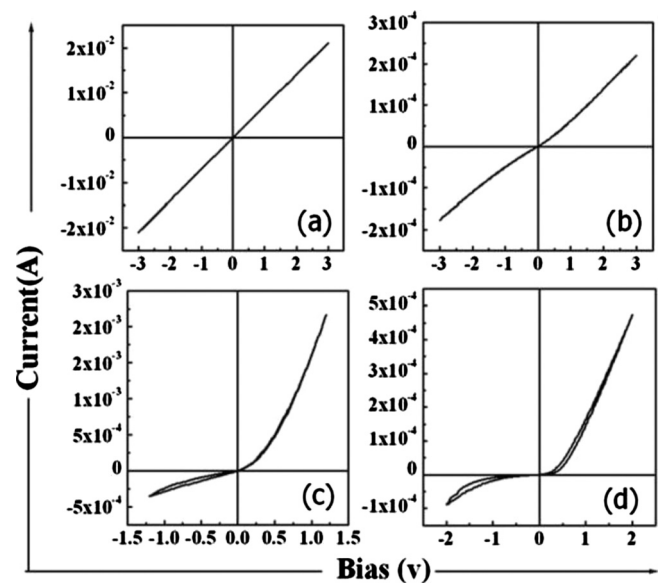 2x10⁻²
1x10⁻²
0
-1x10⁻²
-2x10⁻²
(a)
-3 -2 -1 0 1 2 3
3x10⁻⁴
2x10⁻⁴
1x10⁻⁴
0
-1x10⁻⁴
-2x10⁻⁴
(b)
-3 -2 -1 0 1 2 3
3x10⁻³
2x10⁻³
2x10⁻³
1x10⁻³
5x10⁻⁴
0
-5x10⁻⁴
(c)
-1.5 -1.0 -0.5 0.0 0.5 1.0 1.5
5x10⁻⁴
4x10⁻⁴
3x10⁻⁴
2x10⁻⁴
1x10⁻⁴
0
-1x10⁻⁴
(d)
-2 -1 0 1 2
Current(A)
Bias (v)